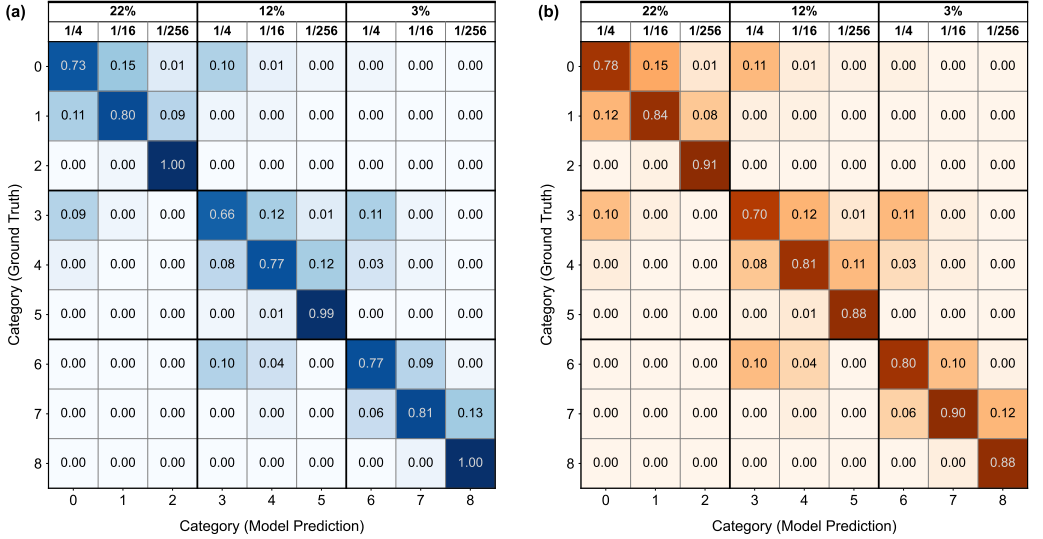 (a)
22% 12% 3%
1/4 1/16 1/256 1/4 1/16 1/256 1/4 1/16 1/256
0 0.73 0.15 0.01 0.10 0.01 0.00 0.00 0.00 0.00
1 0.11 0.80 0.09 0.00 0.00 0.00 0.00 0.00 0.00
2 0.00 0.00 1.00 0.00 0.00 0.00 0.00 0.00 0.00
3 0.09 0.00 0.00 0.66 0.12 0.01 0.11 0.00 0.00
4 0.00 0.00 0.00 0.08 0.77 0.12 0.03 0.00 0.00
5 0.00 0.00 0.00 0.00 0.01 0.99 0.00 0.00 0.00
6 0.00 0.00 0.00 0.10 0.04 0.00 0.77 0.09 0.00
7 0.00 0.00 0.00 0.00 0.00 0.00 0.06 0.81 0.13
8 0.00 0.00 0.00 0.00 0.00 0.00 0.00 0.00 1.00
0 1 2 3 4 5 6 7 8
Category (Ground Truth)
Category (Model Prediction)
(b)
22% 12% 3%
1/4 1/16 1/256 1/4 1/16 1/256 1/4 1/16 1/256
0 0.78 0.15 0.01 0.11 0.01 0.00 0.00 0.00 0.00
1 0.12 0.84 0.08 0.00 0.00 0.00 0.00 0.00 0.00
2 0.00 0.00 0.91 0.00 0.00 0.00 0.00 0.00 0.00
3 0.10 0.00 0.00 0.70 0.12 0.01 0.11 0.00 0.00
4 0.00 0.00 0.00 0.08 0.81 0.11 0.03 0.00 0.00
5 0.00 0.00 0.00 0.00 0.01 0.88 0.00 0.00 0.00
6 0.00 0.00 0.00 0.10 0.04 0.00 0.80 0.10 0.00
7 0.00 0.00 0.00 0.00 0.00 0.00 0.06 0.90 0.12
8 0.00 0.00 0.00 0.00 0.00 0.00 0.00 0.00 0.88
0 1 2 3 4 5 6 7 8
Category (Ground Truth)
Category (Model Prediction)